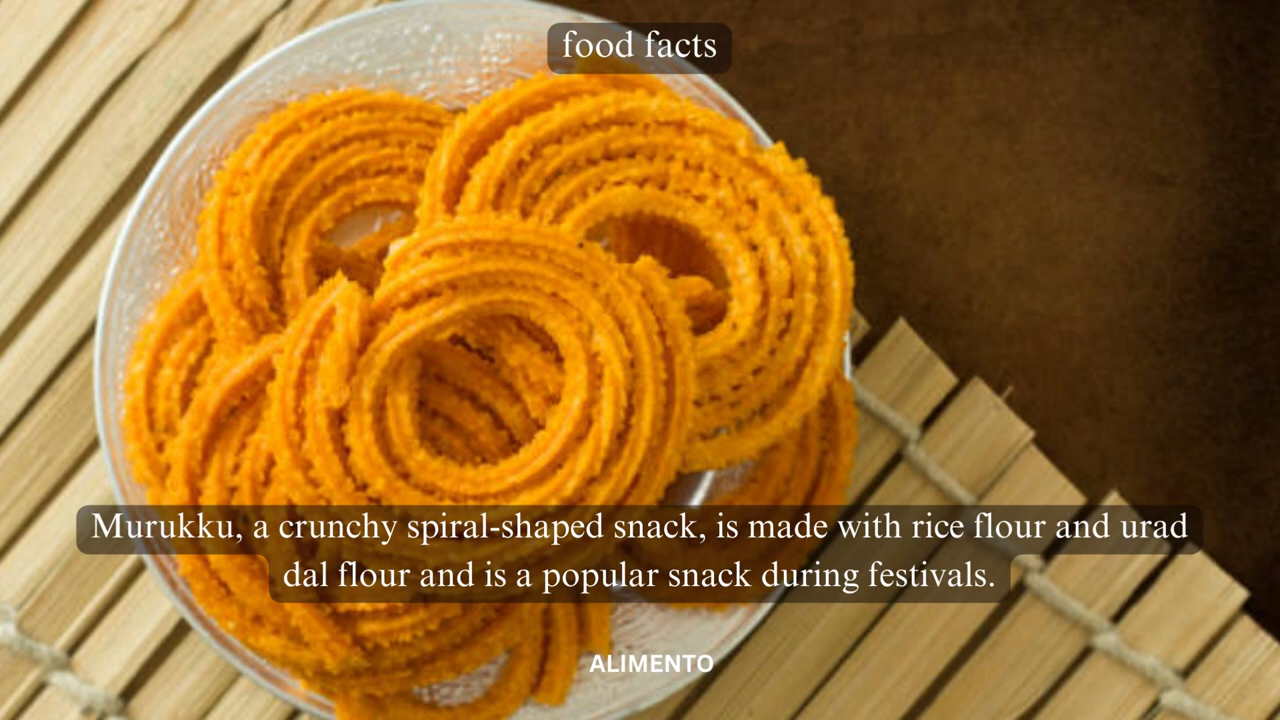 food facts
Murukku, a crunchy spiral-shaped snack, is made with rice flour and urad
dal flour and is a popular snack during festivals.
ALIMENTO